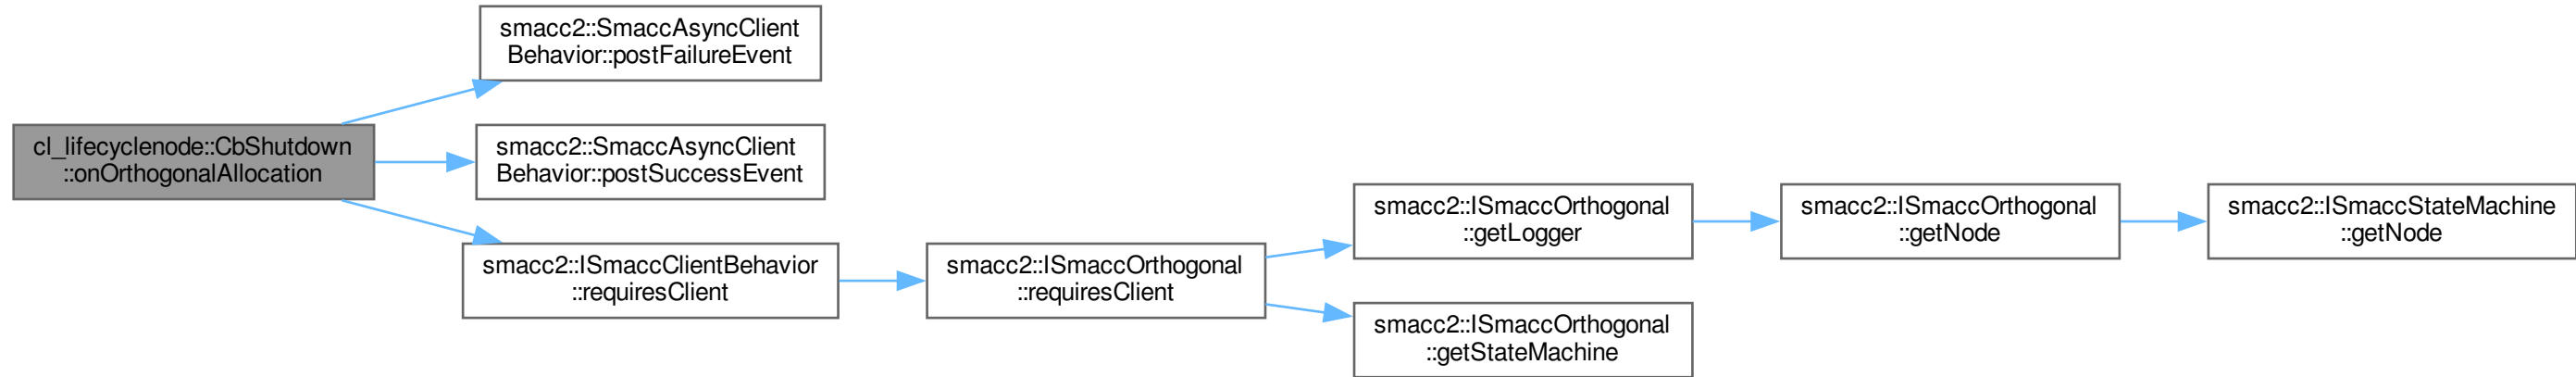 smacc2::SmaccAsyncClient
Behavior::postFailureEvent
cl_lifecyclenode::CbShutdown
::onOrthogonalAllocation
smacc2::SmaccAsyncClient
Behavior::postSuccessEvent
smacc2::ISmaccClientBehavior
::requiresClient
smacc2::ISmaccOrthogonal
::requiresClient
smacc2::ISmaccOrthogonal
::getLogger
smacc2::ISmaccOrthogonal
::getNode
smacc2::ISmaccStateMachine
::getNode
smacc2::ISmaccOrthogonal
::getStateMachine